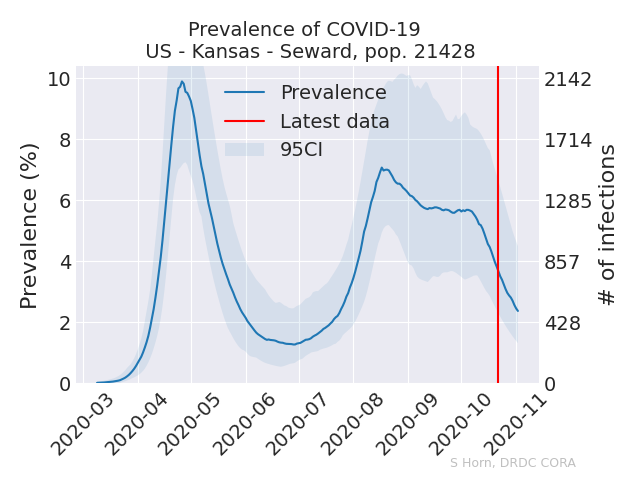 Prevalence of COVID-19
US - Kansas - Seward, pop. 21428
Prevalence
Latest data
95CI
Prevalence (%)
10
8
6
4
2
0
2142
1714
1285
857
428
0
# of infections
2020-03
2020-04
2020-05
2020-06
2020-07
2020-08
2020-09
2020-10
2020-11
S Horn, DRDC CORA